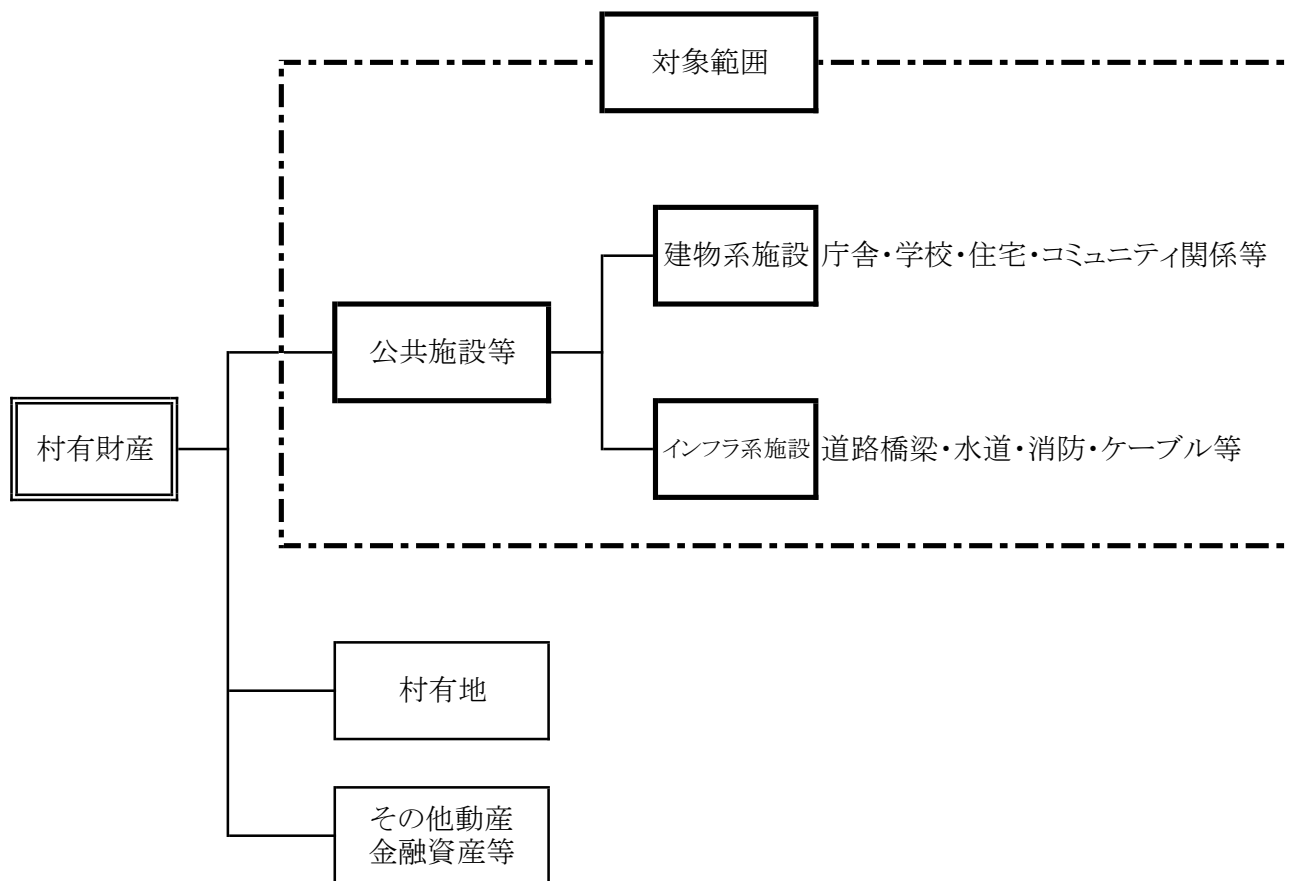 対象範囲
建物系施設 庁舎・学校・住宅・コミュニティ関係等
公共施設等
村有財産
インフラ系施設 道路橋梁・水道・消防・ケーブル等
村有地
その他動産
金融資産等